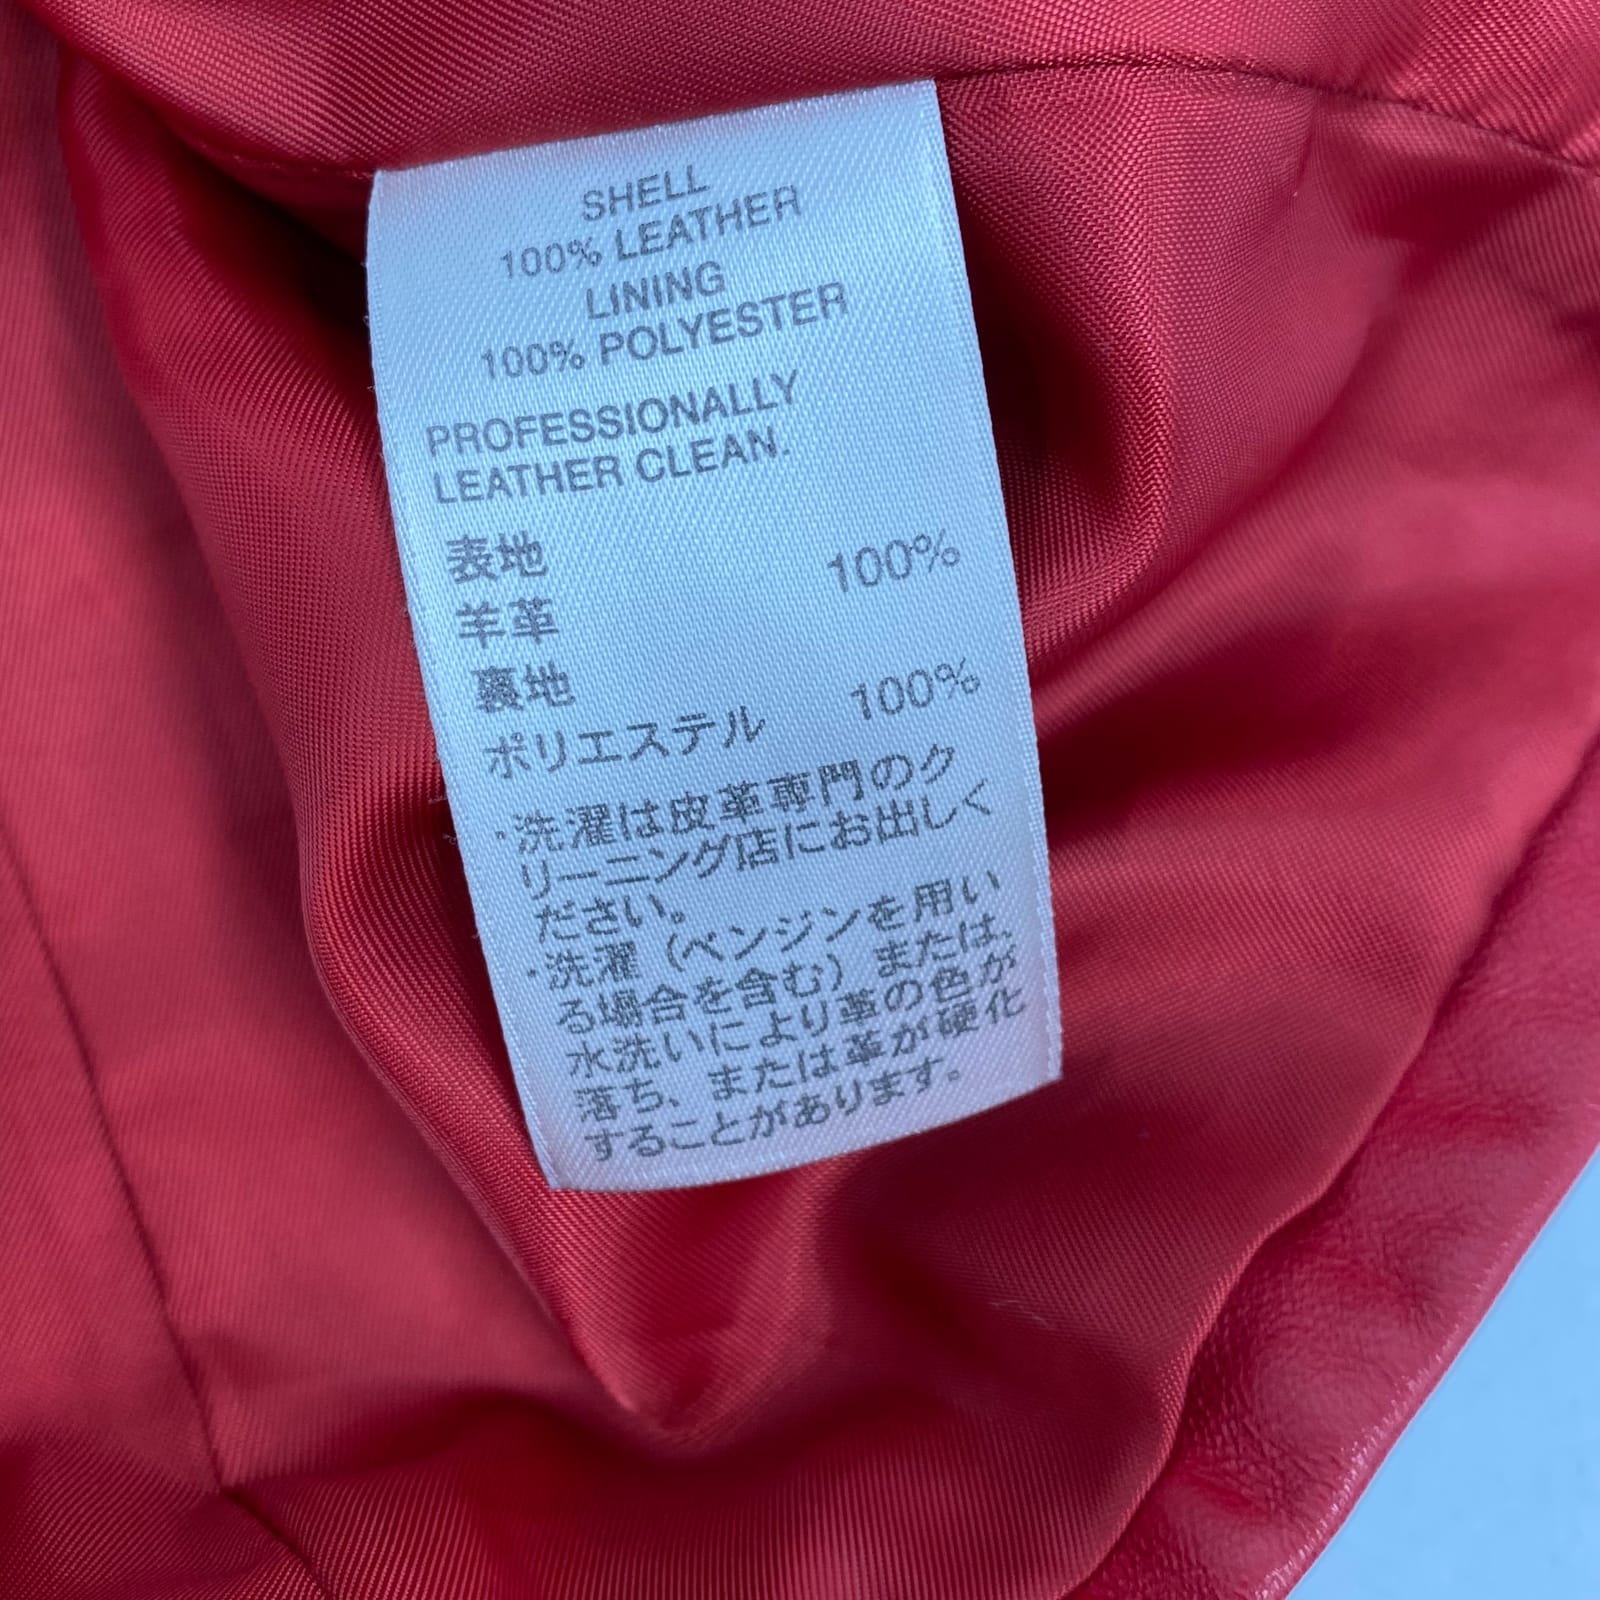 SHELL
100% LEATHER
LINING
100% POLYESTER
PROFESSIONALLY
LEATHER CLEAN.
表地
羊革 100%
裏地
ポリエステル 100%
・洗濯は皮革専門のク
リーニング店にお出しく
ださい。
・洗濯(ベンジンを用い
る場合を含む)または、
水洗いにより革の色が
落ち、または革が硬化
することがあります。